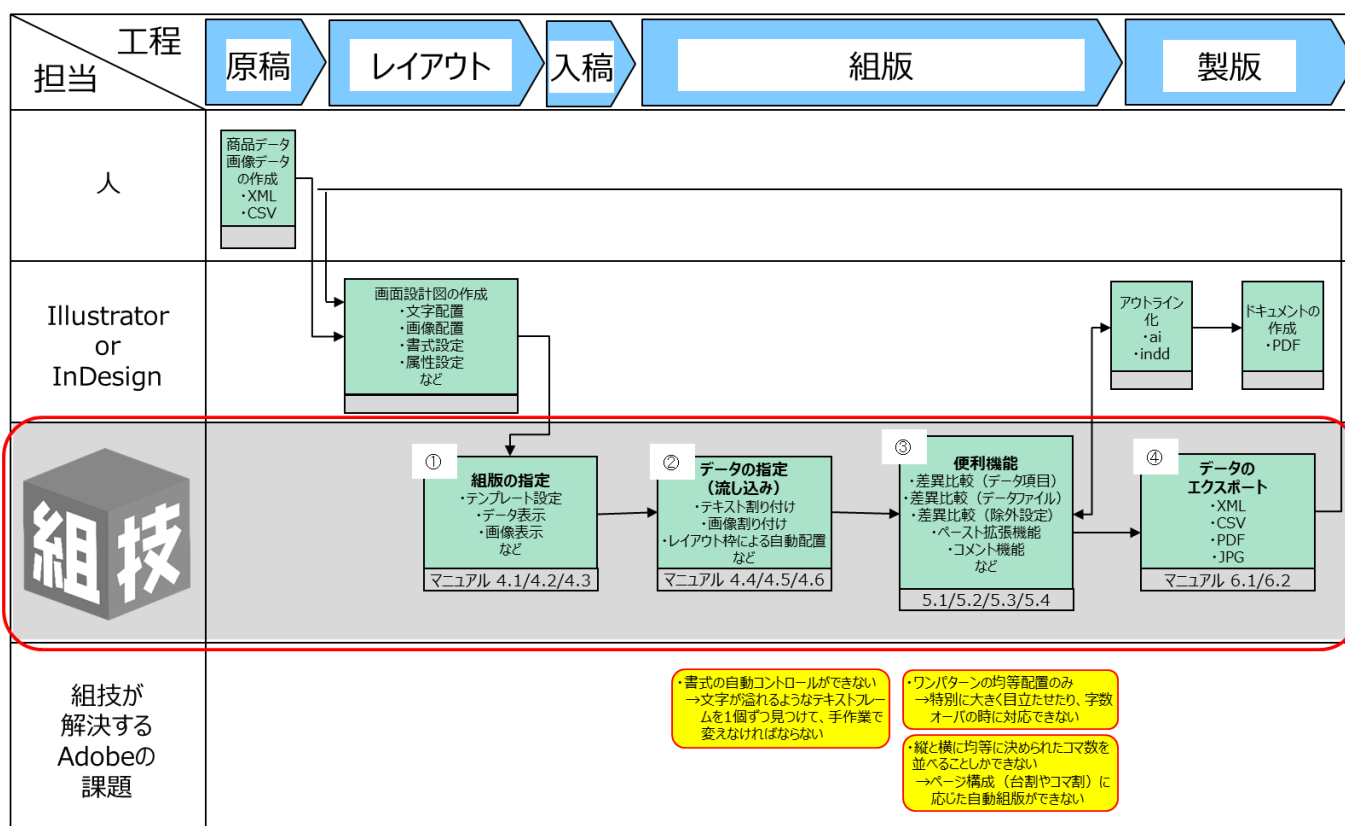 工程
担当
原稿
レイアウト
入稿
組版
製版
人
商品データ
画像データ
の作成
・XML
・CSV
Illustrator
or
InDesign
画面設計図の作成
・文字配置
・画像配置
・書式設定
・属性設定
など
アウトライン
化
・ai
・indd
ドキュメントの
作成
・PDF
組技
①
組版の指定
・テンプレート設定
・データ表示
・画像表示
など
マニュアル 4.1/4.2/4.3
②
データの指定
（流し込み）
・テキスト割り付け
・画像割り付け
・レイアウト枠による自動配置
など
マニュアル 4.4/4.5/4.6
③
便利機能
・差異比較（データ項目）
・差異比較（データファイル）
・差異比較（除外設定）
・ペースト拡張機能
・コメント機能
など
5.1/5.2/5.3/5.4
④
データの
エクスポート
・XML
・CSV
・PDF
・JPG
マニュアル 6.1/6.2
組技が
解決する
Adobeの
課題
・書式の自動コントロールができない
→文字が溢れるようなテキストフレー
ムを1個ずつ見つけて、手作業で
変えなければならない
・ワンパターンの均等配置のみ
→特別に大きく目立たせたり、字数
オーバの時に対応できない
・縦と横に均等に決められたコマ数を
並べることしかできない
→ページ構成（台割やコマ割）に
応じた自動組版ができない